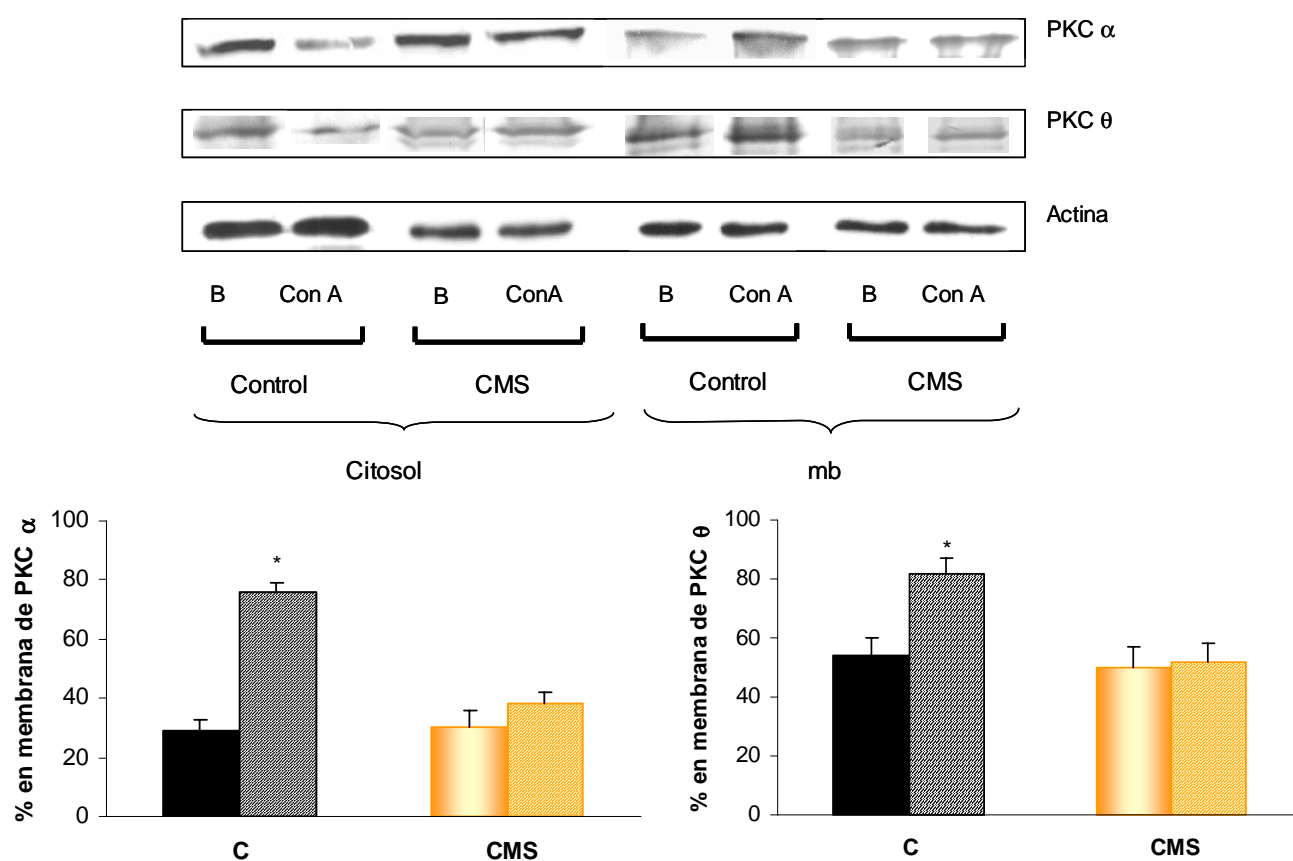 PKC α
PKC θ
Actina
B Con A B ConA B Con A B Con A
Control CMS Control CMS
Citosol mb
% en membrana de PKC α
100
80
60
40
20
0
*
C CMS
% en membrana de PKC θ
100
80
60
40
20
0
*
C CMS